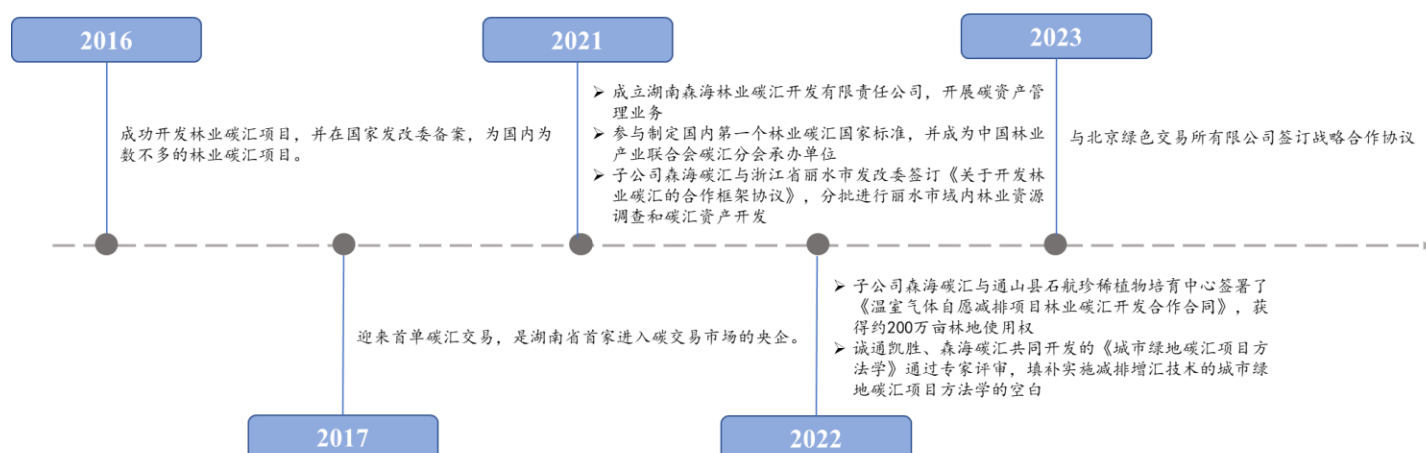 2016
成功开发林业碳汇项目，并在国家发改委备案，为国内为
数不多的林业碳汇项目。
2017
迎来首单碳汇交易，是湖南省首家进入碳交易市场的央企。
2021
➢ 成立湖南森海林业碳汇开发有限责任公司，开展碳资产管
理业务
➢ 参与制定国内第一个林业碳汇国家标准，并成为中国林业
产业联合会碳汇分会承办单位
➢ 子公司森海碳汇与浙江省丽水市发改委签订《关于开发林
业碳汇的合作框架协议》，分批进行丽水市域内林业资源
调查和碳汇资产开发
2022
➢ 子公司森海碳汇与通山县石航珍稀植物培育中心签署了
《温室气体自愿减排项目林业碳汇开发合作合同》，获
得约200万亩林地使用权
➢ 诚通凯胜、森海碳汇共同开发的《城市绿地碳汇项目方
法学》通过专家评审，填补实施减排增汇技术的城市绿
地碳汇项目方法学的空白
2023
与北京绿色交易所有限公司签订战略合作协议